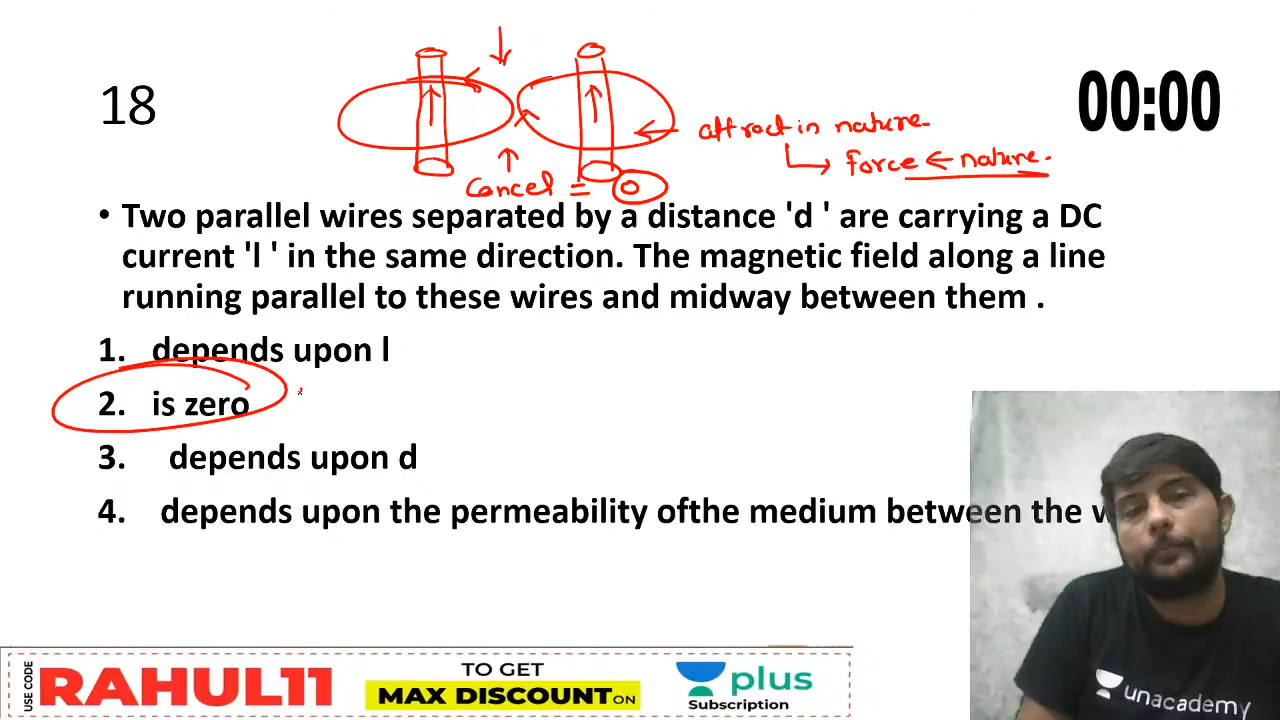 18
00:00
attract in nature.
Force ← nature.
Cancel = 0
• Two parallel wires separated by a distance 'd ' are carrying a DC
current 'l ' in the same direction. The magnetic field along a line
running parallel to these wires and midway between them .
1. depends upon l
2. is zero
3. depends upon d
4. depends upon the permeability ofthe medium between the w
USE CODE
RAHUL11
TO GET
MAX DISCOUNT ON
plus
Subscription
unacademy